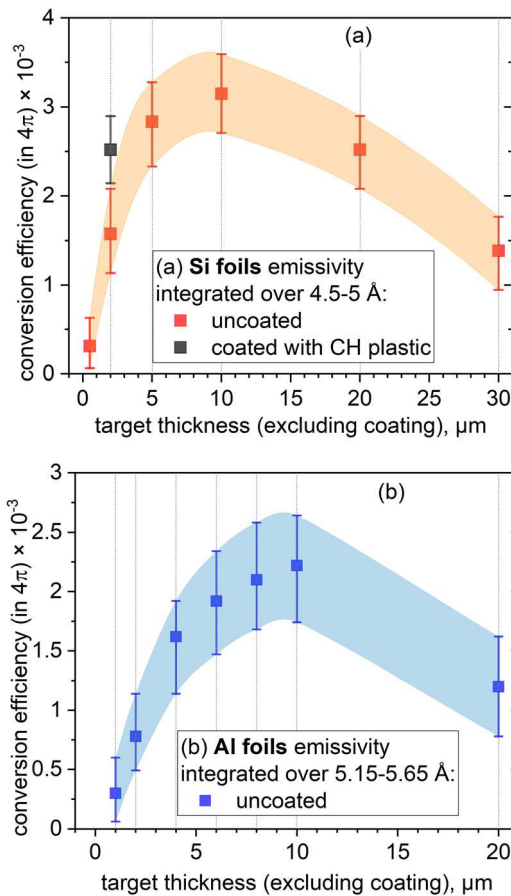 (a)
4
3
2
1
0
conversion efficiency (in 4π) × 10⁻³
(a) Si foils emissivity
integrated over 4.5-5 Å:
uncoated
coated with CH plastic
0 5 10 15 20 25 30
target thickness (excluding coating), µm
(b)
3
2.5
2
1.5
1
0.5
0
conversion efficiency (in 4π) × 10⁻³
(b) Al foils emissivity
integrated over 5.15-5.65 Å:
uncoated
0 5 10 15 20
target thickness (excluding coating), µm